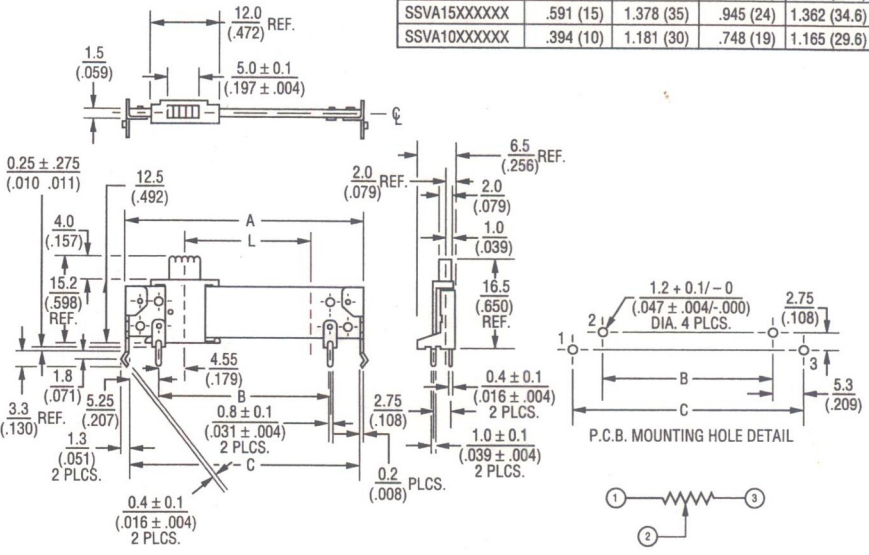 SSVA15XXXXXX .591 (15) 1.378 (35) .945 (24) 1.362 (34.6)
SSVA10XXXXXX .394 (10) 1.181 (30) .748 (19) 1.165 (29.6)
12.0
(.472) REF.
1.5
(.059)
5.0 ± 0.1
(.197 ± .004)
℄
6.5
(.256) REF.
0.25 ± .275
(.010 .011)
12.5
(.492)
2.0
(.079) REF.
2.0
(.079)
A
4.0
(.157)
L
1.0
(.039)
15.2
(.598)
REF.
16.5
(.650)
REF.
1.2 + 0.1/ – 0
(.047 ± .004/-.000)
DIA. 4 PLCS.
2.75
(.108)
2
1
3
4.55
(.179)
B
B
C
5.3
(.209)
P.C.B. MOUNTING HOLE DETAIL
1.8
(.071)
3.3
(.130) REF.
5.25
(.207)
0.8 ± 0.1
(.031 ± .004)
2 PLCS.
2.75
(.108)
0.4 ± 0.1
(.016 ± .004)
2 PLCS.
1.3
(.051)
2 PLCS.
1.0 ± 0.1
(.039 ± .004)
2 PLCS.
C
0.2
(.008) PLCS.
0.4 ± 0.1
(.016 ± .004)
2 PLCS.
1
3
2